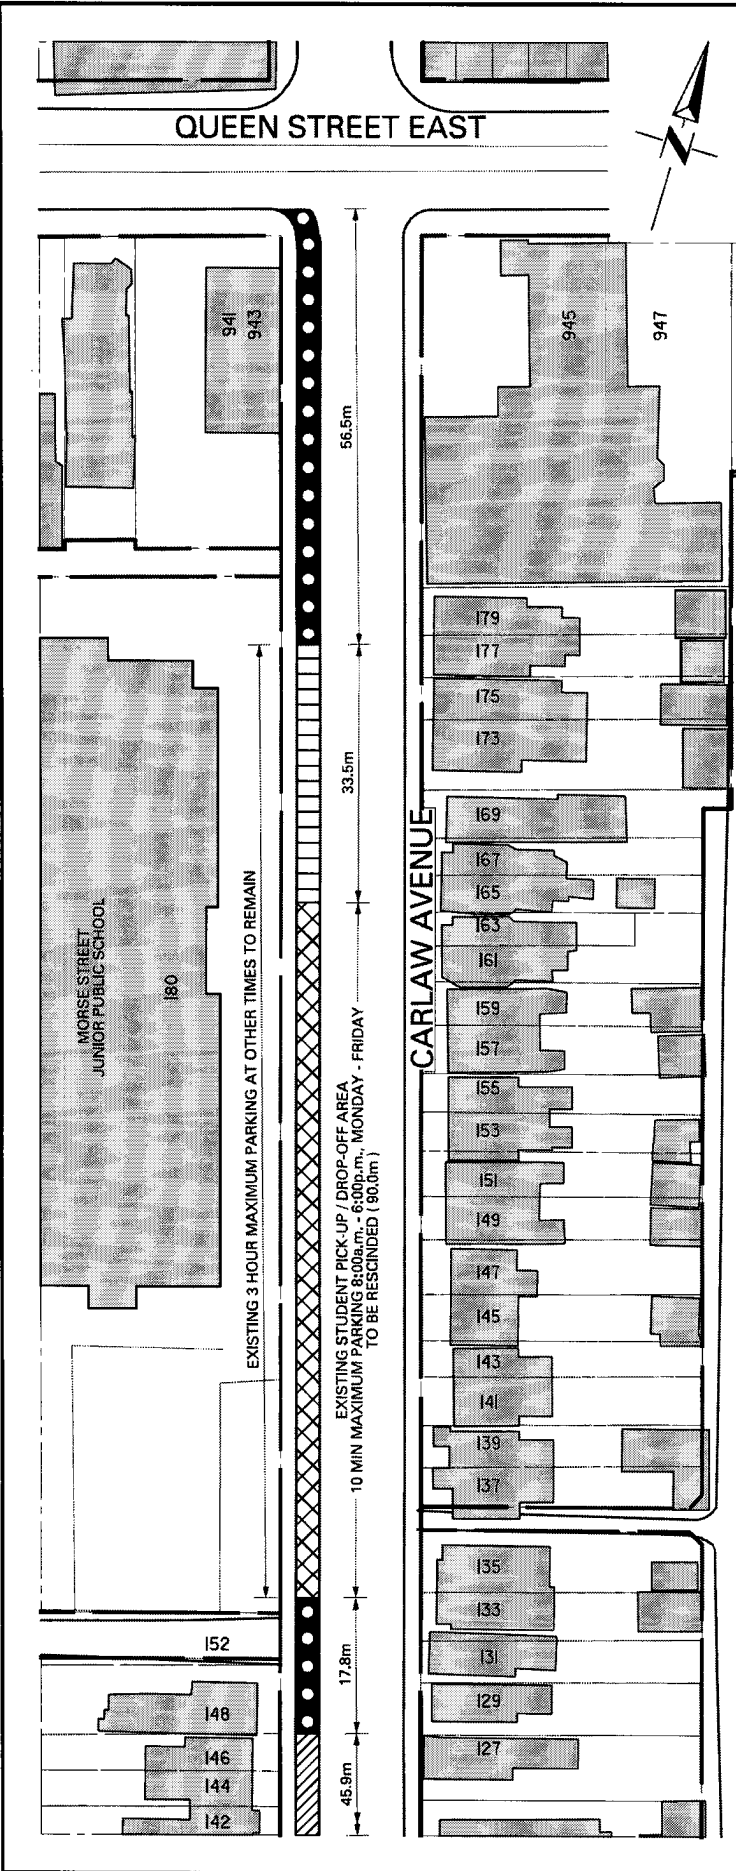 QUEEN STREET EAST
N
941
943
945
947
56.5m
179
177
175
173
33.5m
169
167
165
163
161
CARLAW AVENUE
MORSE STREET
JUNIOR PUBLIC SCHOOL
180
EXISTING 3 HOUR MAXIMUM PARKING AT OTHER TIMES TO REMAIN
EXISTING STUDENT PICK-UP / DROP-OFF AREA
10 MIN MAXIMUM PARKING 8:00a.m. - 6:00p.m., MONDAY - FRIDAY
TO BE RESCINDED ( 90.0m )
159
157
155
153
151
149
147
145
143
141
139
137
135
133
131
129
127
152
148
146
144
142
17.8m
45.9m